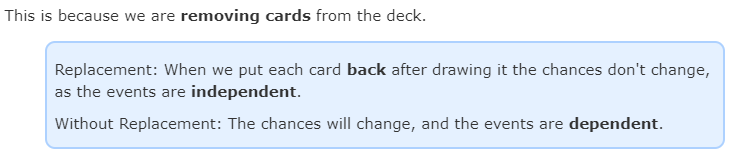 This is because we are removing cards from the deck.
Replacement: When we put each card back after drawing it the chances don't change,
as the events are independent.
Without Replacement: The chances will change, and the events are dependent.